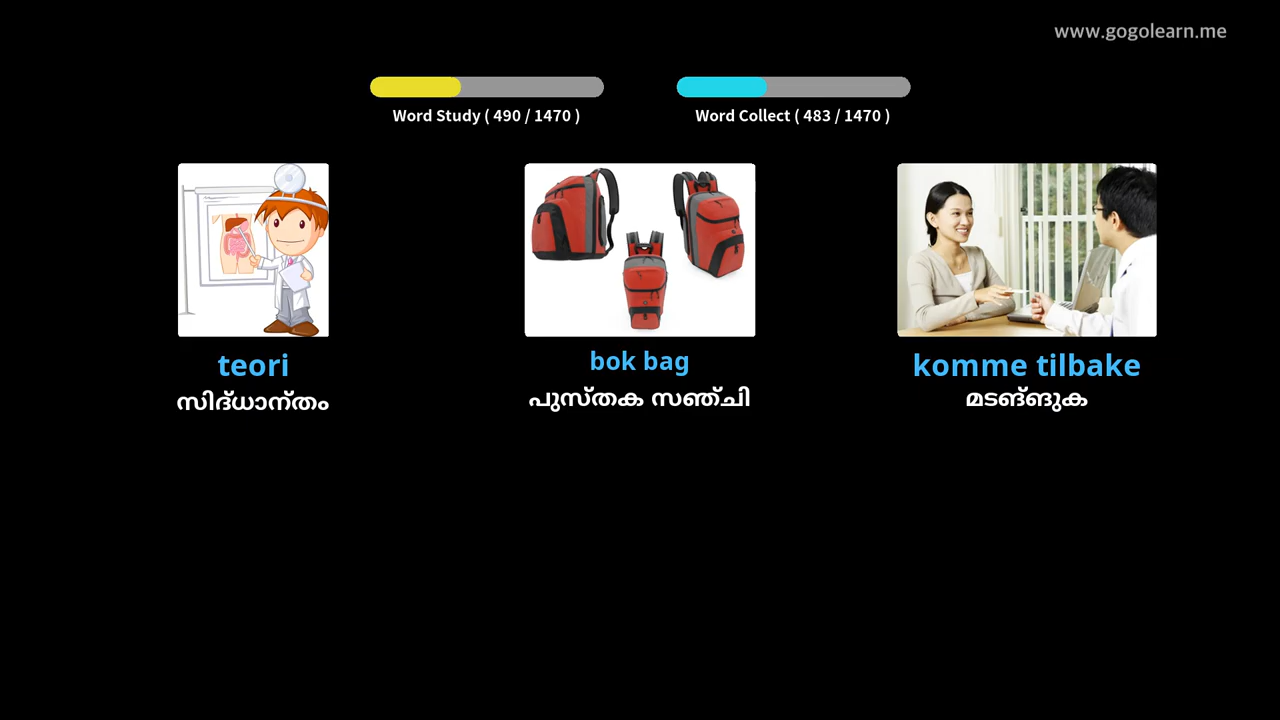 www.gogolearn.me
Word Study ( 490 / 1470 )
Word Collect ( 483 / 1470 )
teori
സിദ്ധാന്തം
bok bag
പുസ്തക സഞ്ചി
komme tilbake
മടങ്ങുക